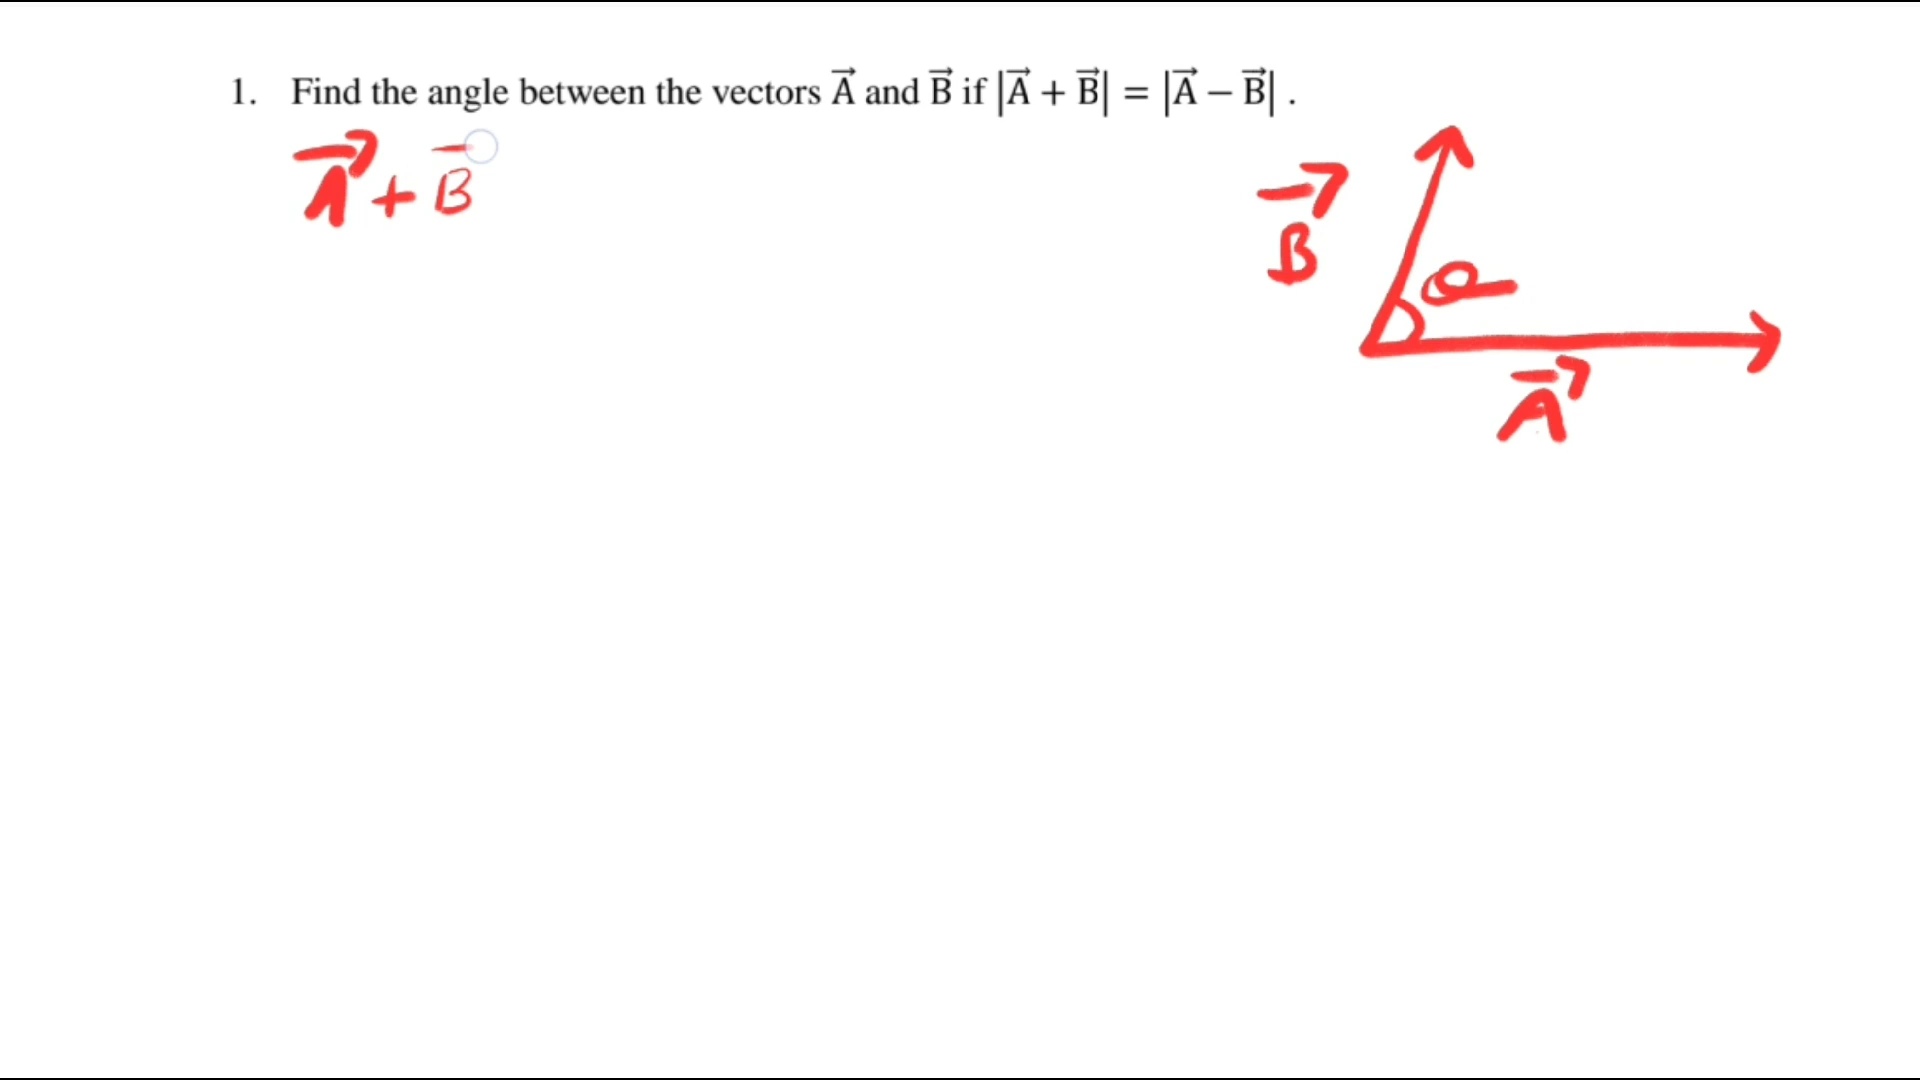 1. Find the angle between the vectors A⃗ and B⃗ if |A⃗ + B⃗| = |A⃗ − B⃗| .
A⃗ + B̅
B⃗
θ
A⃗